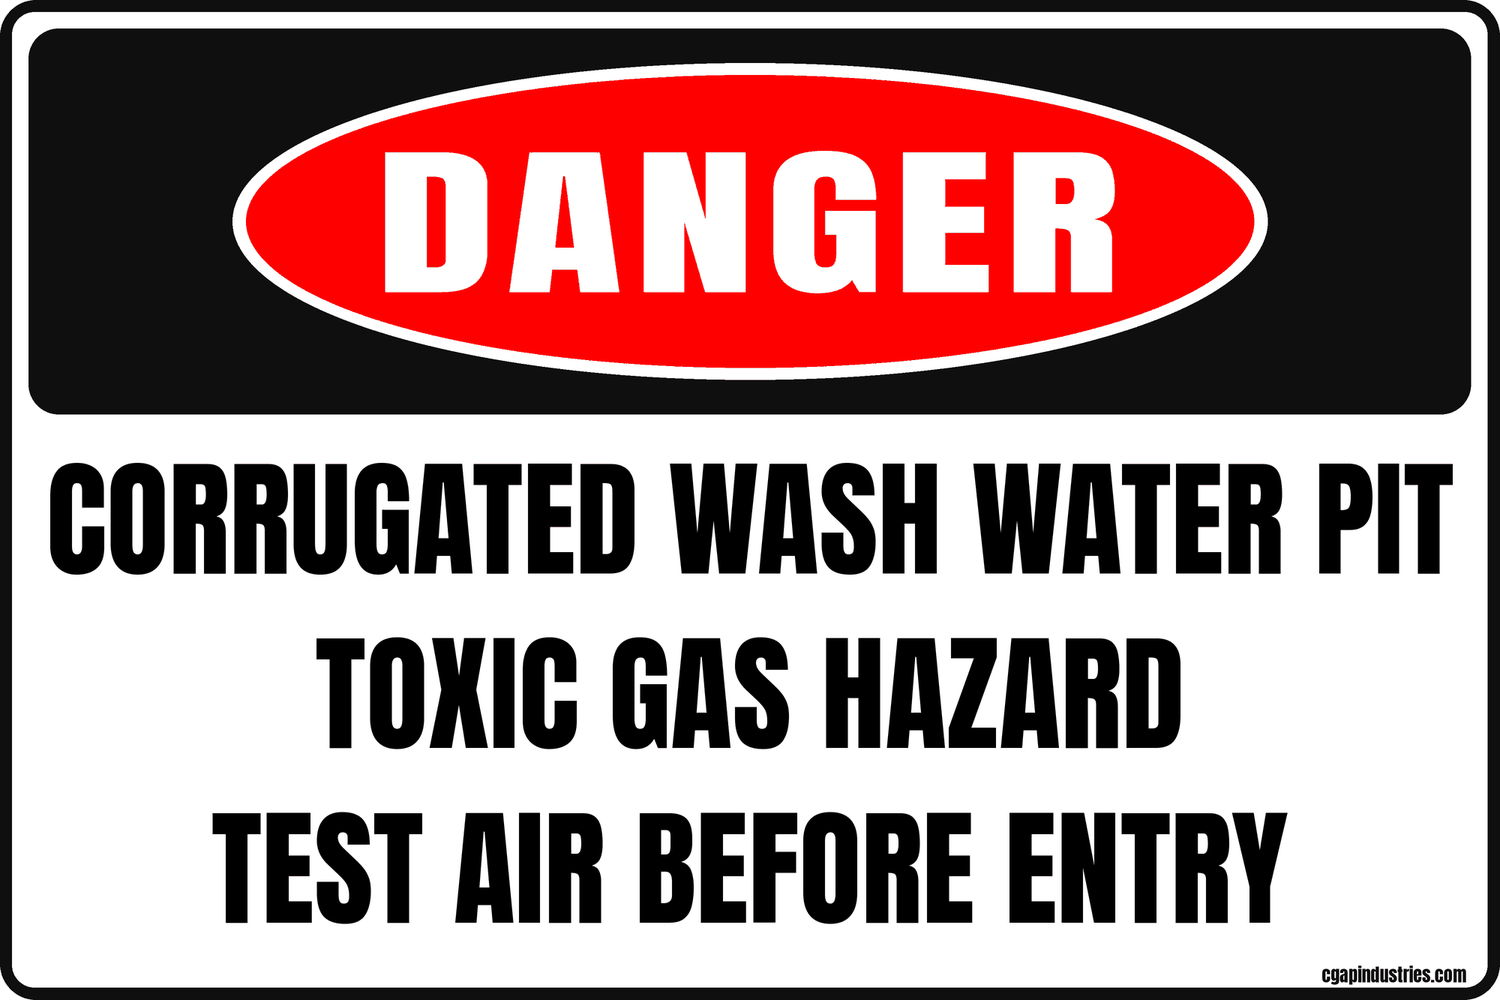 DANGER
CORRUGATED WASH WATER PIT
TOXIC GAS HAZARD
TEST AIR BEFORE ENTRY
cgapindustries.com